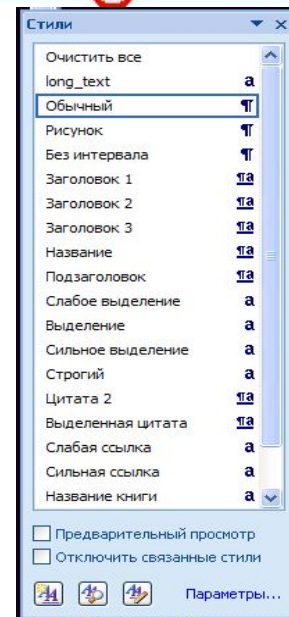 Стили
Очистить все
long_text a
Обычный ¶
Рисунок ¶
Без интервала ¶
Заголовок 1 ¶a
Заголовок 2 ¶a
Заголовок 3 ¶a
Название ¶a
Подзаголовок ¶a
Слабое выделение a
Выделение a
Сильное выделение a
Строгий a
Цитата 2 ¶a
Выделенная цитата ¶a
Слабая ссылка a
Сильная ссылка a
Название книги a
Предварительный просмотр
Отключить связанные стили
Параметры...